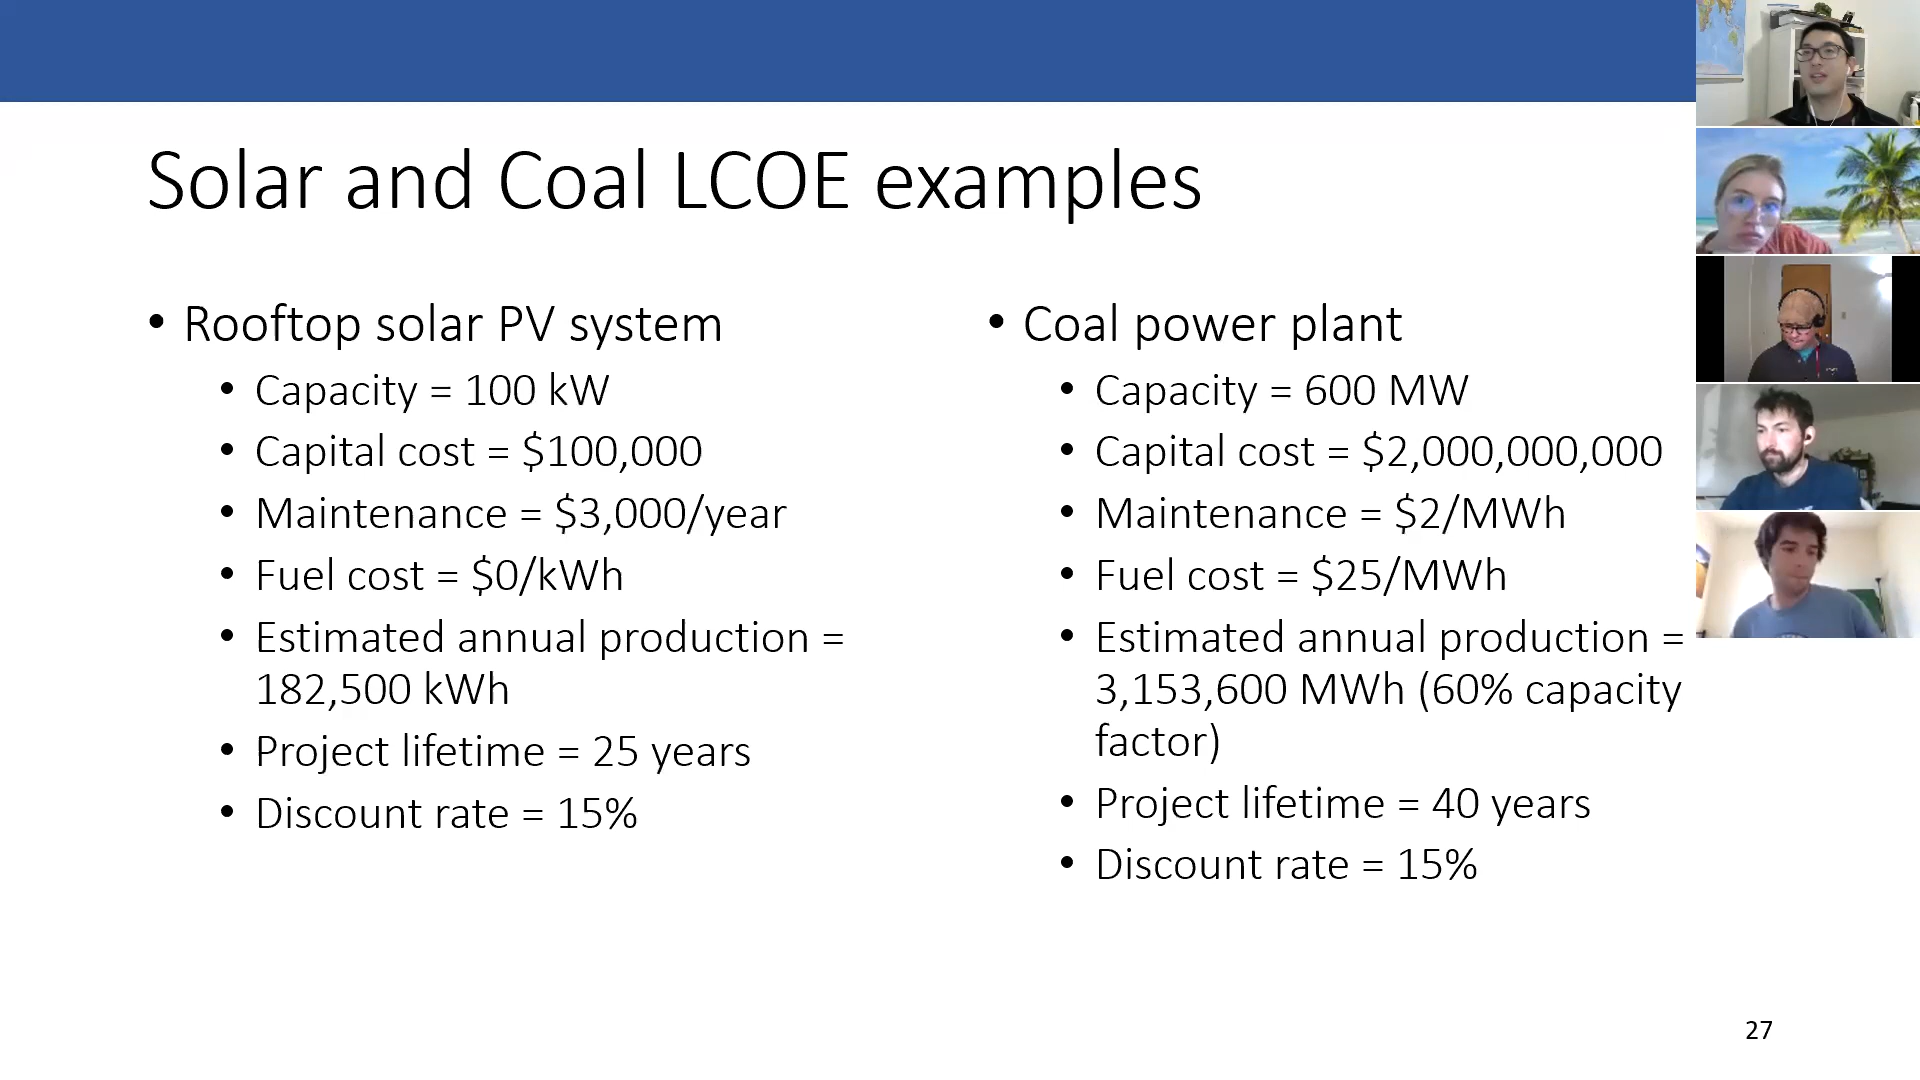 Solar and Coal LCOE examples
• Rooftop solar PV system
• Capacity = 100 kW
• Capital cost = $100,000
• Maintenance = $3,000/year
• Fuel cost = $0/kWh
• Estimated annual production =
182,500 kWh
• Project lifetime = 25 years
• Discount rate = 15%
• Coal power plant
• Capacity = 600 MW
• Capital cost = $2,000,000,000
• Maintenance = $2/MWh
• Fuel cost = $25/MWh
• Estimated annual production =
3,153,600 MWh (60% capacity
factor)
• Project lifetime = 40 years
• Discount rate = 15%
27